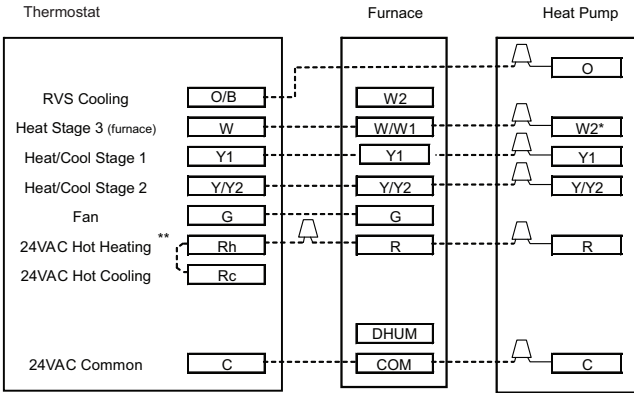 Thermostat Furnace Heat Pump
O
RVS Cooling O/B W2
Heat Stage 3 (furnace) W W/W1 W2*
Heat/Cool Stage 1 Y1 Y1 Y1
Heat/Cool Stage 2 Y/Y2 Y/Y2 Y/Y2
Fan G G
24VAC Hot Heating ** Rh R R
24VAC Hot Cooling Rc
DHUM
24VAC Common C COM C